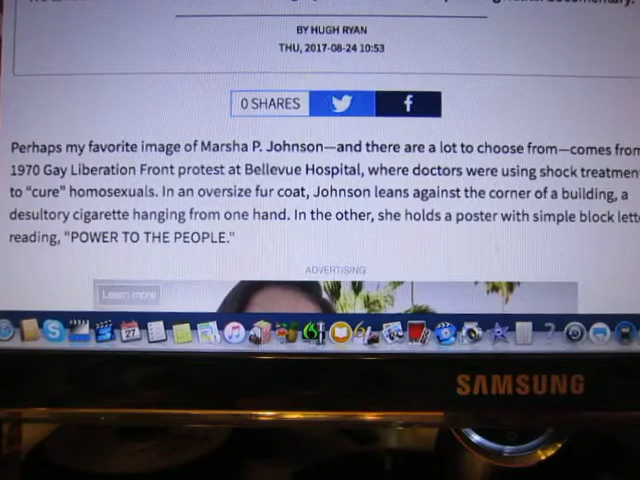 BY HUGH RYAN
THU, 2017-08-24 10:53
0 SHARES
Perhaps my favorite image of Marsha P. Johnson—and there are a lot to choose from—comes from
1970 Gay Liberation Front protest at Bellevue Hospital, where doctors were using shock treatmen
to “cure” homosexuals. In an oversize fur coat, Johnson leans against the corner of a building, a
desultory cigarette hanging from one hand. In the other, she holds a poster with simple block lette
reading, "POWER TO THE PEOPLE."
ADVERTISING
Learn more
27
SAMSUNG